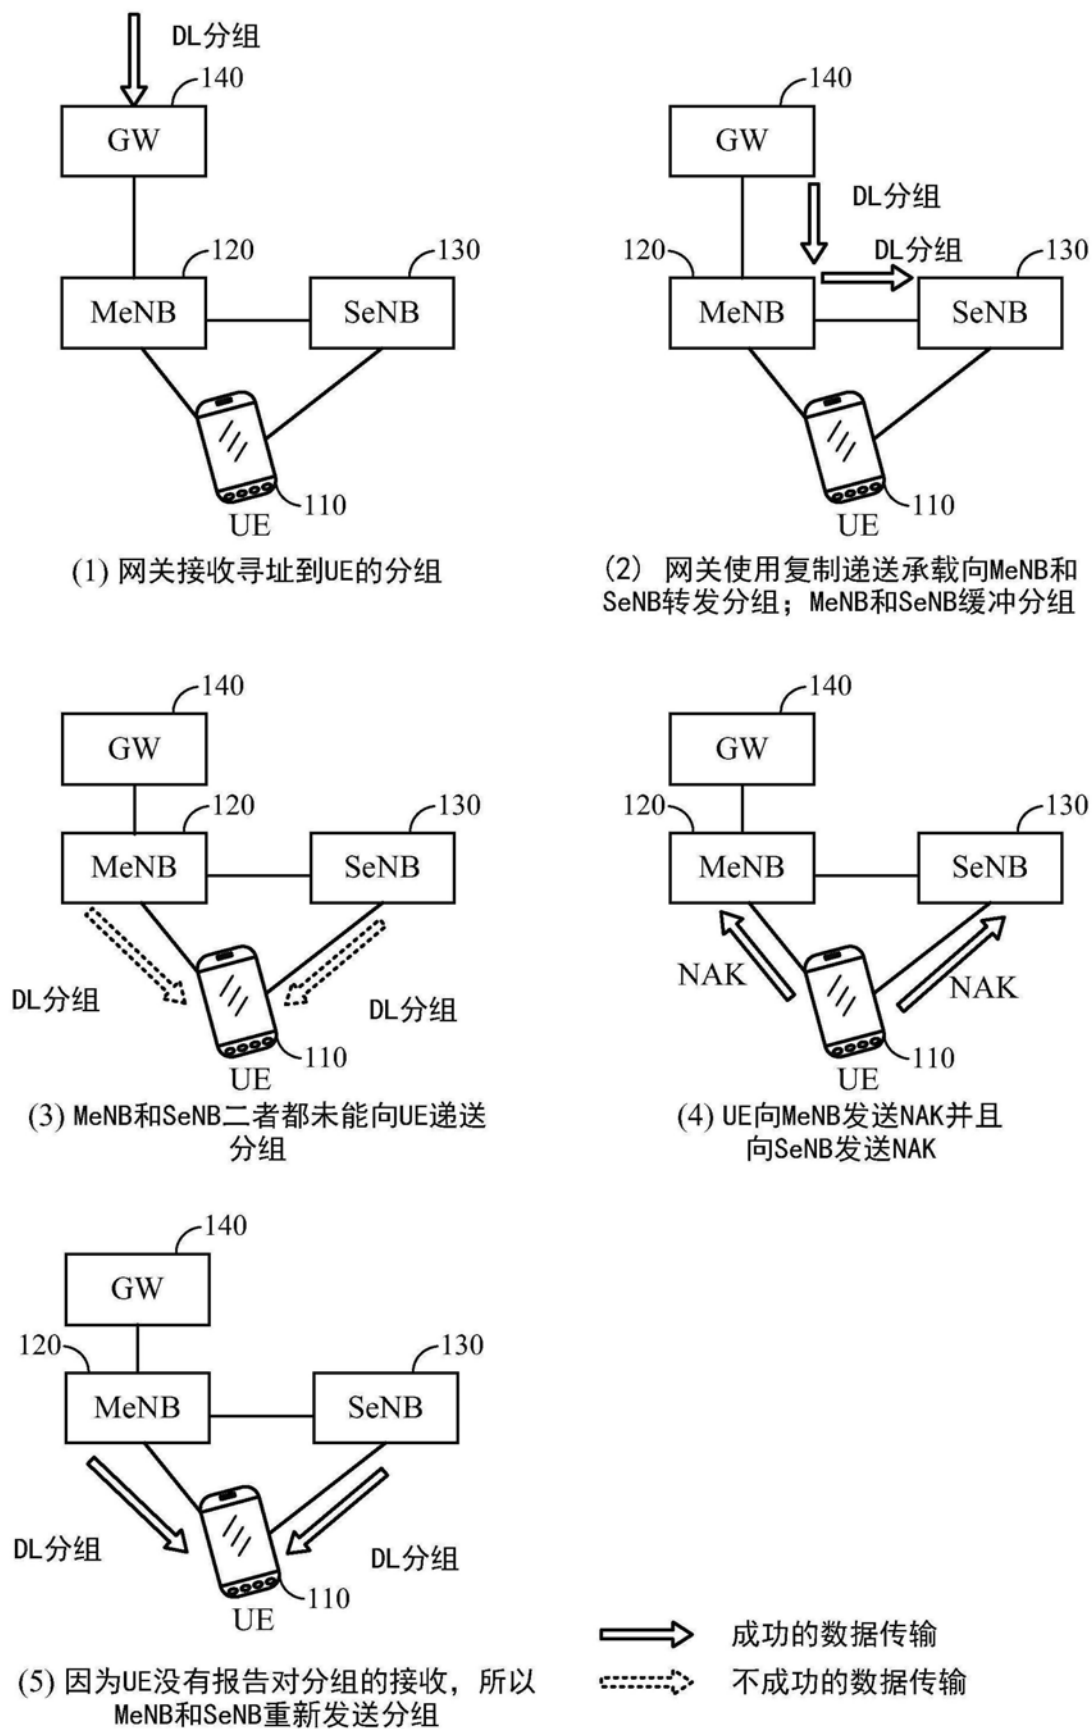 DL分组
140
GW
120
130
MeNB
SeNB
110
UE
(1) 网关接收寻址到UE的分组
140
GW
DL分组
120
DL分组
130
MeNB
SeNB
110
UE
(2) 网关使用复制递送承载向MeNB和
SeNB转发分组；MeNB和SeNB缓冲分组
140
GW
120
130
MeNB
SeNB
DL分组
DL分组
110
UE
(3) MeNB和SeNB二者都未能向UE递送
分组
140
GW
120
130
MeNB
SeNB
NAK
NAK
110
UE
(4) UE向MeNB发送NAK并且
向SeNB发送NAK
140
GW
120
130
MeNB
SeNB
DL分组
DL分组
110
UE
(5) 因为UE没有报告对分组的接收，所以
MeNB和SeNB重新发送分组
成功的数据传输
不成功的数据传输